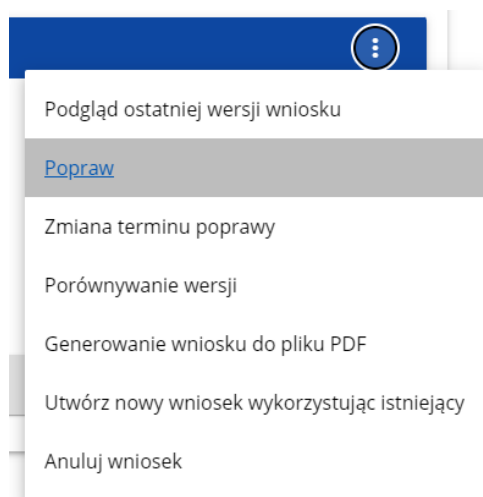 Podgląd ostatniej wersji wniosku
Popraw
Zmiana terminu poprawy
Porównywanie wersji
Generowanie wniosku do pliku PDF
Utwórz nowy wniosek wykorzystując istniejący
Anuluj wniosek